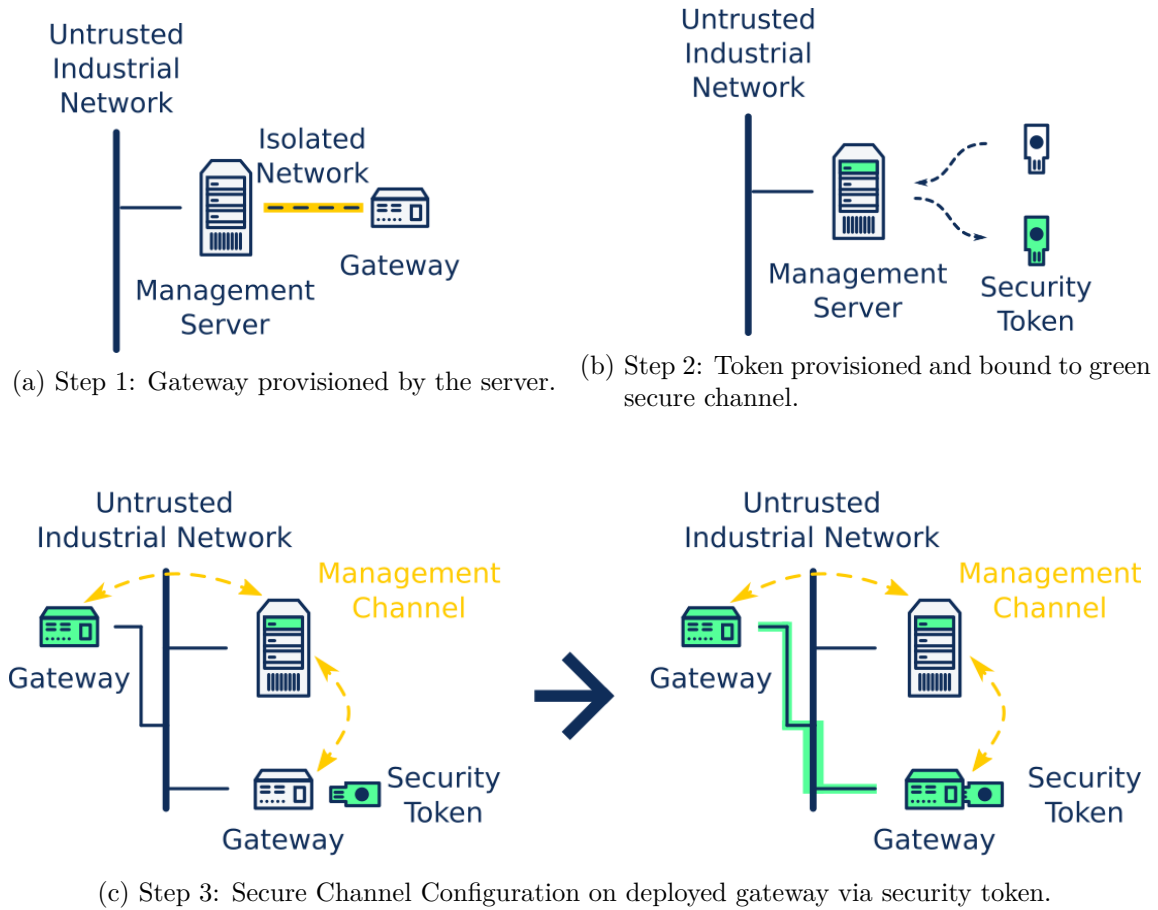 Untrusted
Industrial
Network
Isolated
Network
Gateway
Management
Server
(a) Step 1: Gateway provisioned by the server.
Untrusted
Industrial
Network
Management
Server
Security
Token
(b) Step 2: Token provisioned and bound to green
secure channel.
Untrusted
Industrial Network
Management
Channel
Gateway
Security
Token
Gateway
Untrusted
Industrial Network
Management
Channel
Gateway
Security
Token
Gateway
(c) Step 3: Secure Channel Configuration on deployed gateway via security token.